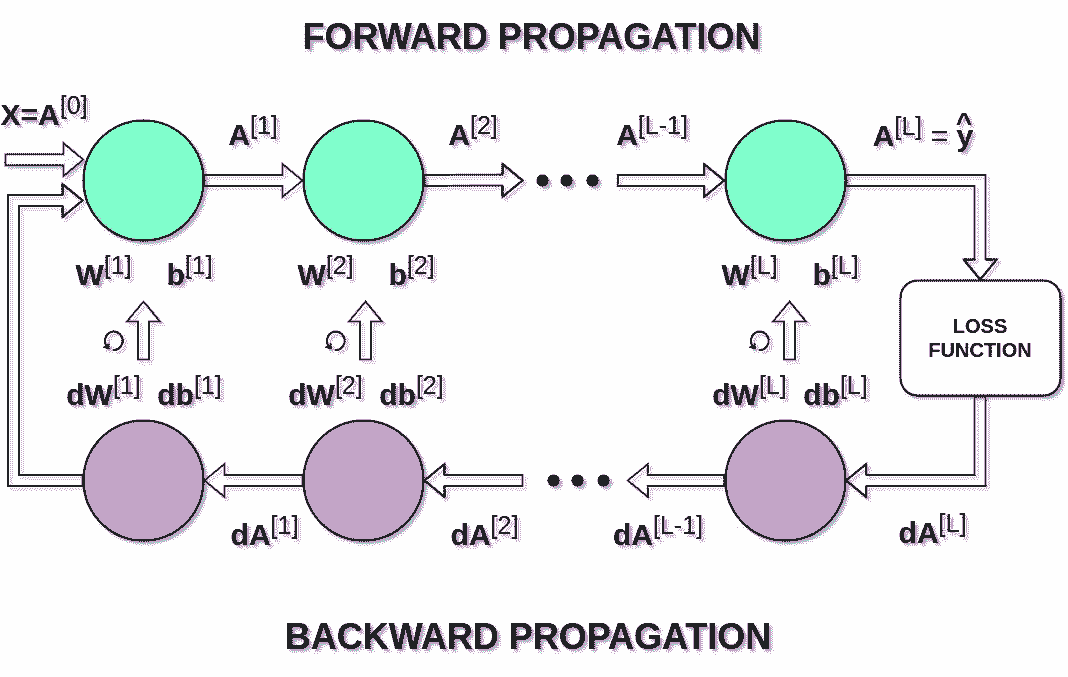 FORWARD PROPAGATION
X=A[0]
A[1]
A[2]
A[L-1]
A[L] = ŷ
W[1] b[1]
W[2] b[2]
W[L] b[L]
LOSS
FUNCTION
dW[1] db[1]
dW[2] db[2]
dW[L] db[L]
dA[1]
dA[2]
dA[L-1]
dA[L]
BACKWARD PROPAGATION